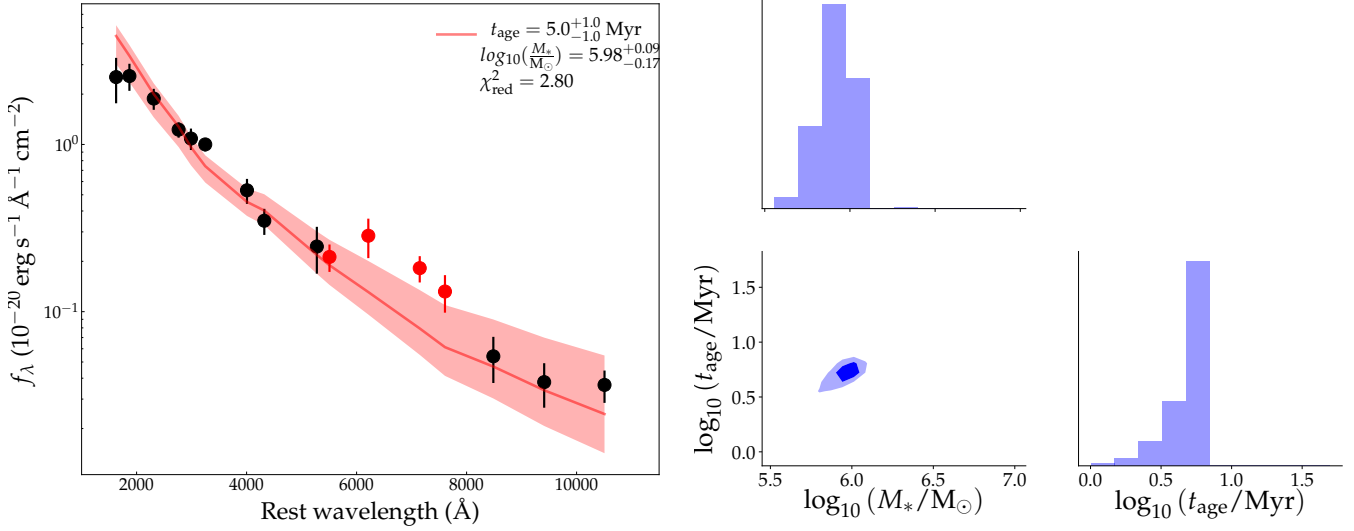 t_age = 5.0^{+1.0}_{-1.0} Myr
log_{10}(\frac{M_*}{M_⊙}) = 5.98^{+0.09}_{-0.17}
χ^2_{red} = 2.80
10^0
10^{-1}
f_λ (10^{-20} erg s^{-1} Å^{-1} cm^{-2})
2000 4000 6000 8000 10000
Rest wavelength (Å)
1.5
1.0
0.5
0.0
log_{10} (t_age/Myr)
5.5 6.0 6.5 7.0
log_{10} (M_*/M_⊙)
0.0 0.5 1.0 1.5
log_{10} (t_age/Myr)